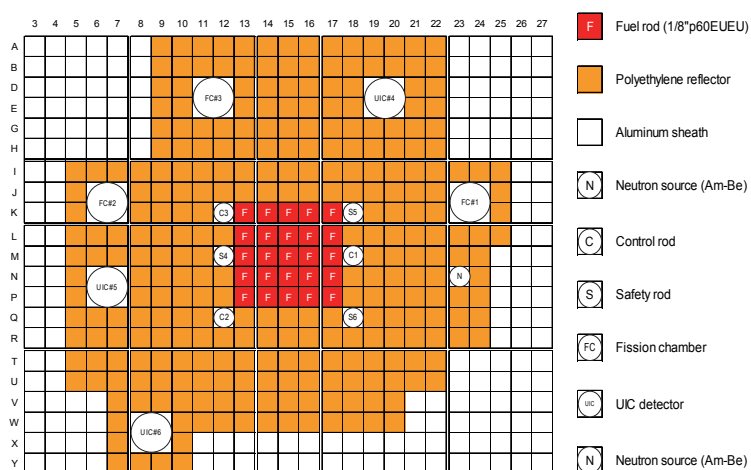 3 4 5 6 7 8 9 10 11 12 13 14 15 16 17 18 19 20 21 22 23 24 25 26 27
F Fuel rod (1/8"p60EUEU)
A
B
D FC#3 UIC#4
E
G
H
Polyethylene reflector
Aluminum sheath
I
J FC#2 FC#1
K C3 F F F F F S5
N Neutron source (Am-Be)
L F F F F F
M S4 F F F F F C1
C Control rod
N UIC#5 F F F F F N
P F F F F F
S Safety rod
Q C2 S6
R
FC Fission chamber
T
U
V
UIC UIC detector
W UIC#6
X
Y
N Neutron source (Am-Be)